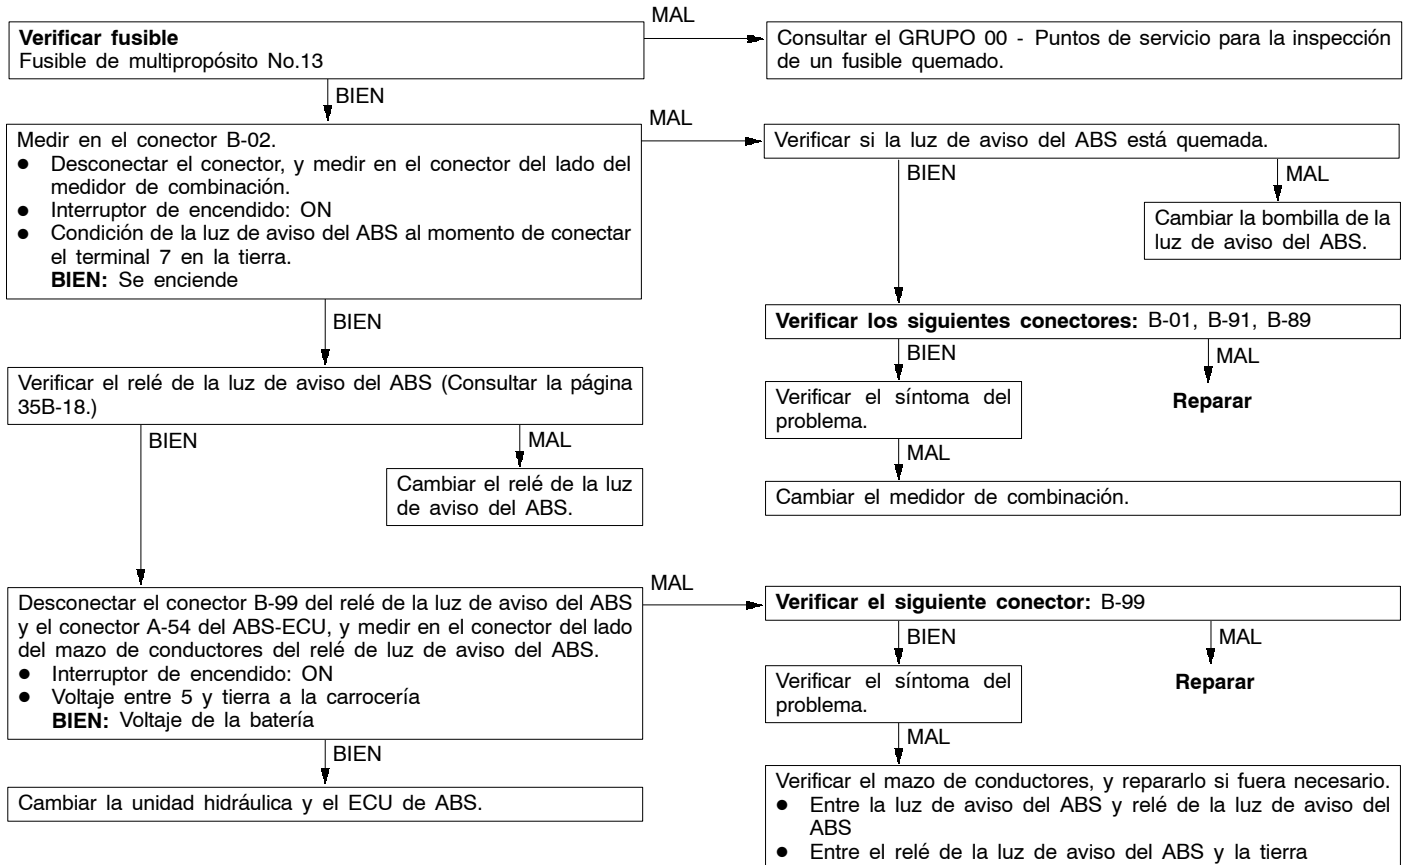 Verificar fusible
Fusible de multipropósito No.13
MAL
Consultar el GRUPO 00 - Puntos de servicio para la inspección
de un fusible quemado.
BIEN
Medir en el conector B-02.
● Desconectar el conector, y medir en el conector del lado del
medidor de combinación.
● Interruptor de encendido: ON
● Condición de la luz de aviso del ABS al momento de conectar
el terminal 7 en la tierra.
BIEN: Se enciende
MAL
Verificar si la luz de aviso del ABS está quemada.
BIEN
MAL
Cambiar la bombilla de la
luz de aviso del ABS.
Verificar los siguientes conectores: B-01, B-91, B-89
BIEN
MAL
Verificar el síntoma del
problema.
Reparar
MAL
Cambiar el medidor de combinación.
BIEN
Verificar el relé de la luz de aviso del ABS (Consultar la página
35B-18.)
BIEN
MAL
Cambiar el relé de la luz
de aviso del ABS.
Desconectar el conector B-99 del relé de la luz de aviso del ABS
y el conector A-54 del ABS-ECU, y medir en el conector del lado
del mazo de conductores del relé de luz de aviso del ABS.
● Interruptor de encendido: ON
● Voltaje entre 5 y tierra a la carrocería
BIEN: Voltaje de la batería
MAL
Verificar el siguiente conector: B-99
BIEN
MAL
Verificar el síntoma del
problema.
Reparar
MAL
Verificar el mazo de conductores, y repararlo si fuera necesario.
● Entre la luz de aviso del ABS y relé de la luz de aviso del
ABS
● Entre el relé de la luz de aviso del ABS y la tierra
BIEN
Cambiar la unidad hidráulica y el ECU de ABS.